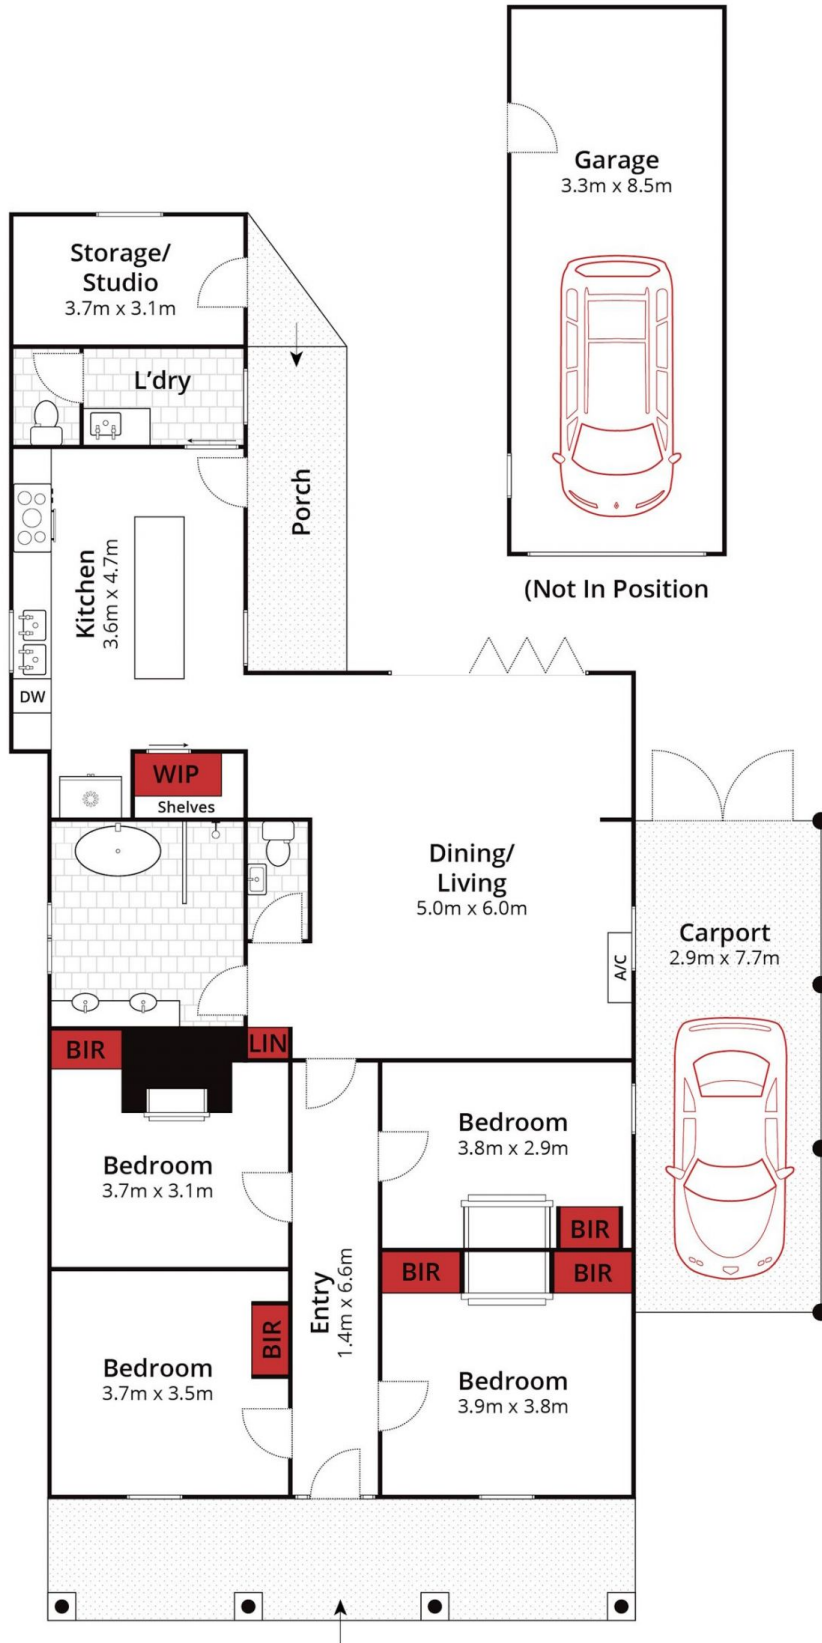 Garage
3.3m x 8.5m
(Not In Position
Storage/
Studio
3.7m x 3.1m
L'dry
Porch
Kitchen
3.6m x 4.7m
DW
WIP
Shelves
Dining/
Living
5.0m x 6.0m
A/C
Carport
2.9m x 7.7m
BIR
LIN
Bedroom
3.7m x 3.1m
Bedroom
3.8m x 2.9m
BIR
BIR
BIR
Entry
1.4m x 6.6m
BIR
Bedroom
3.7m x 3.5m
Bedroom
3.9m x 3.8m